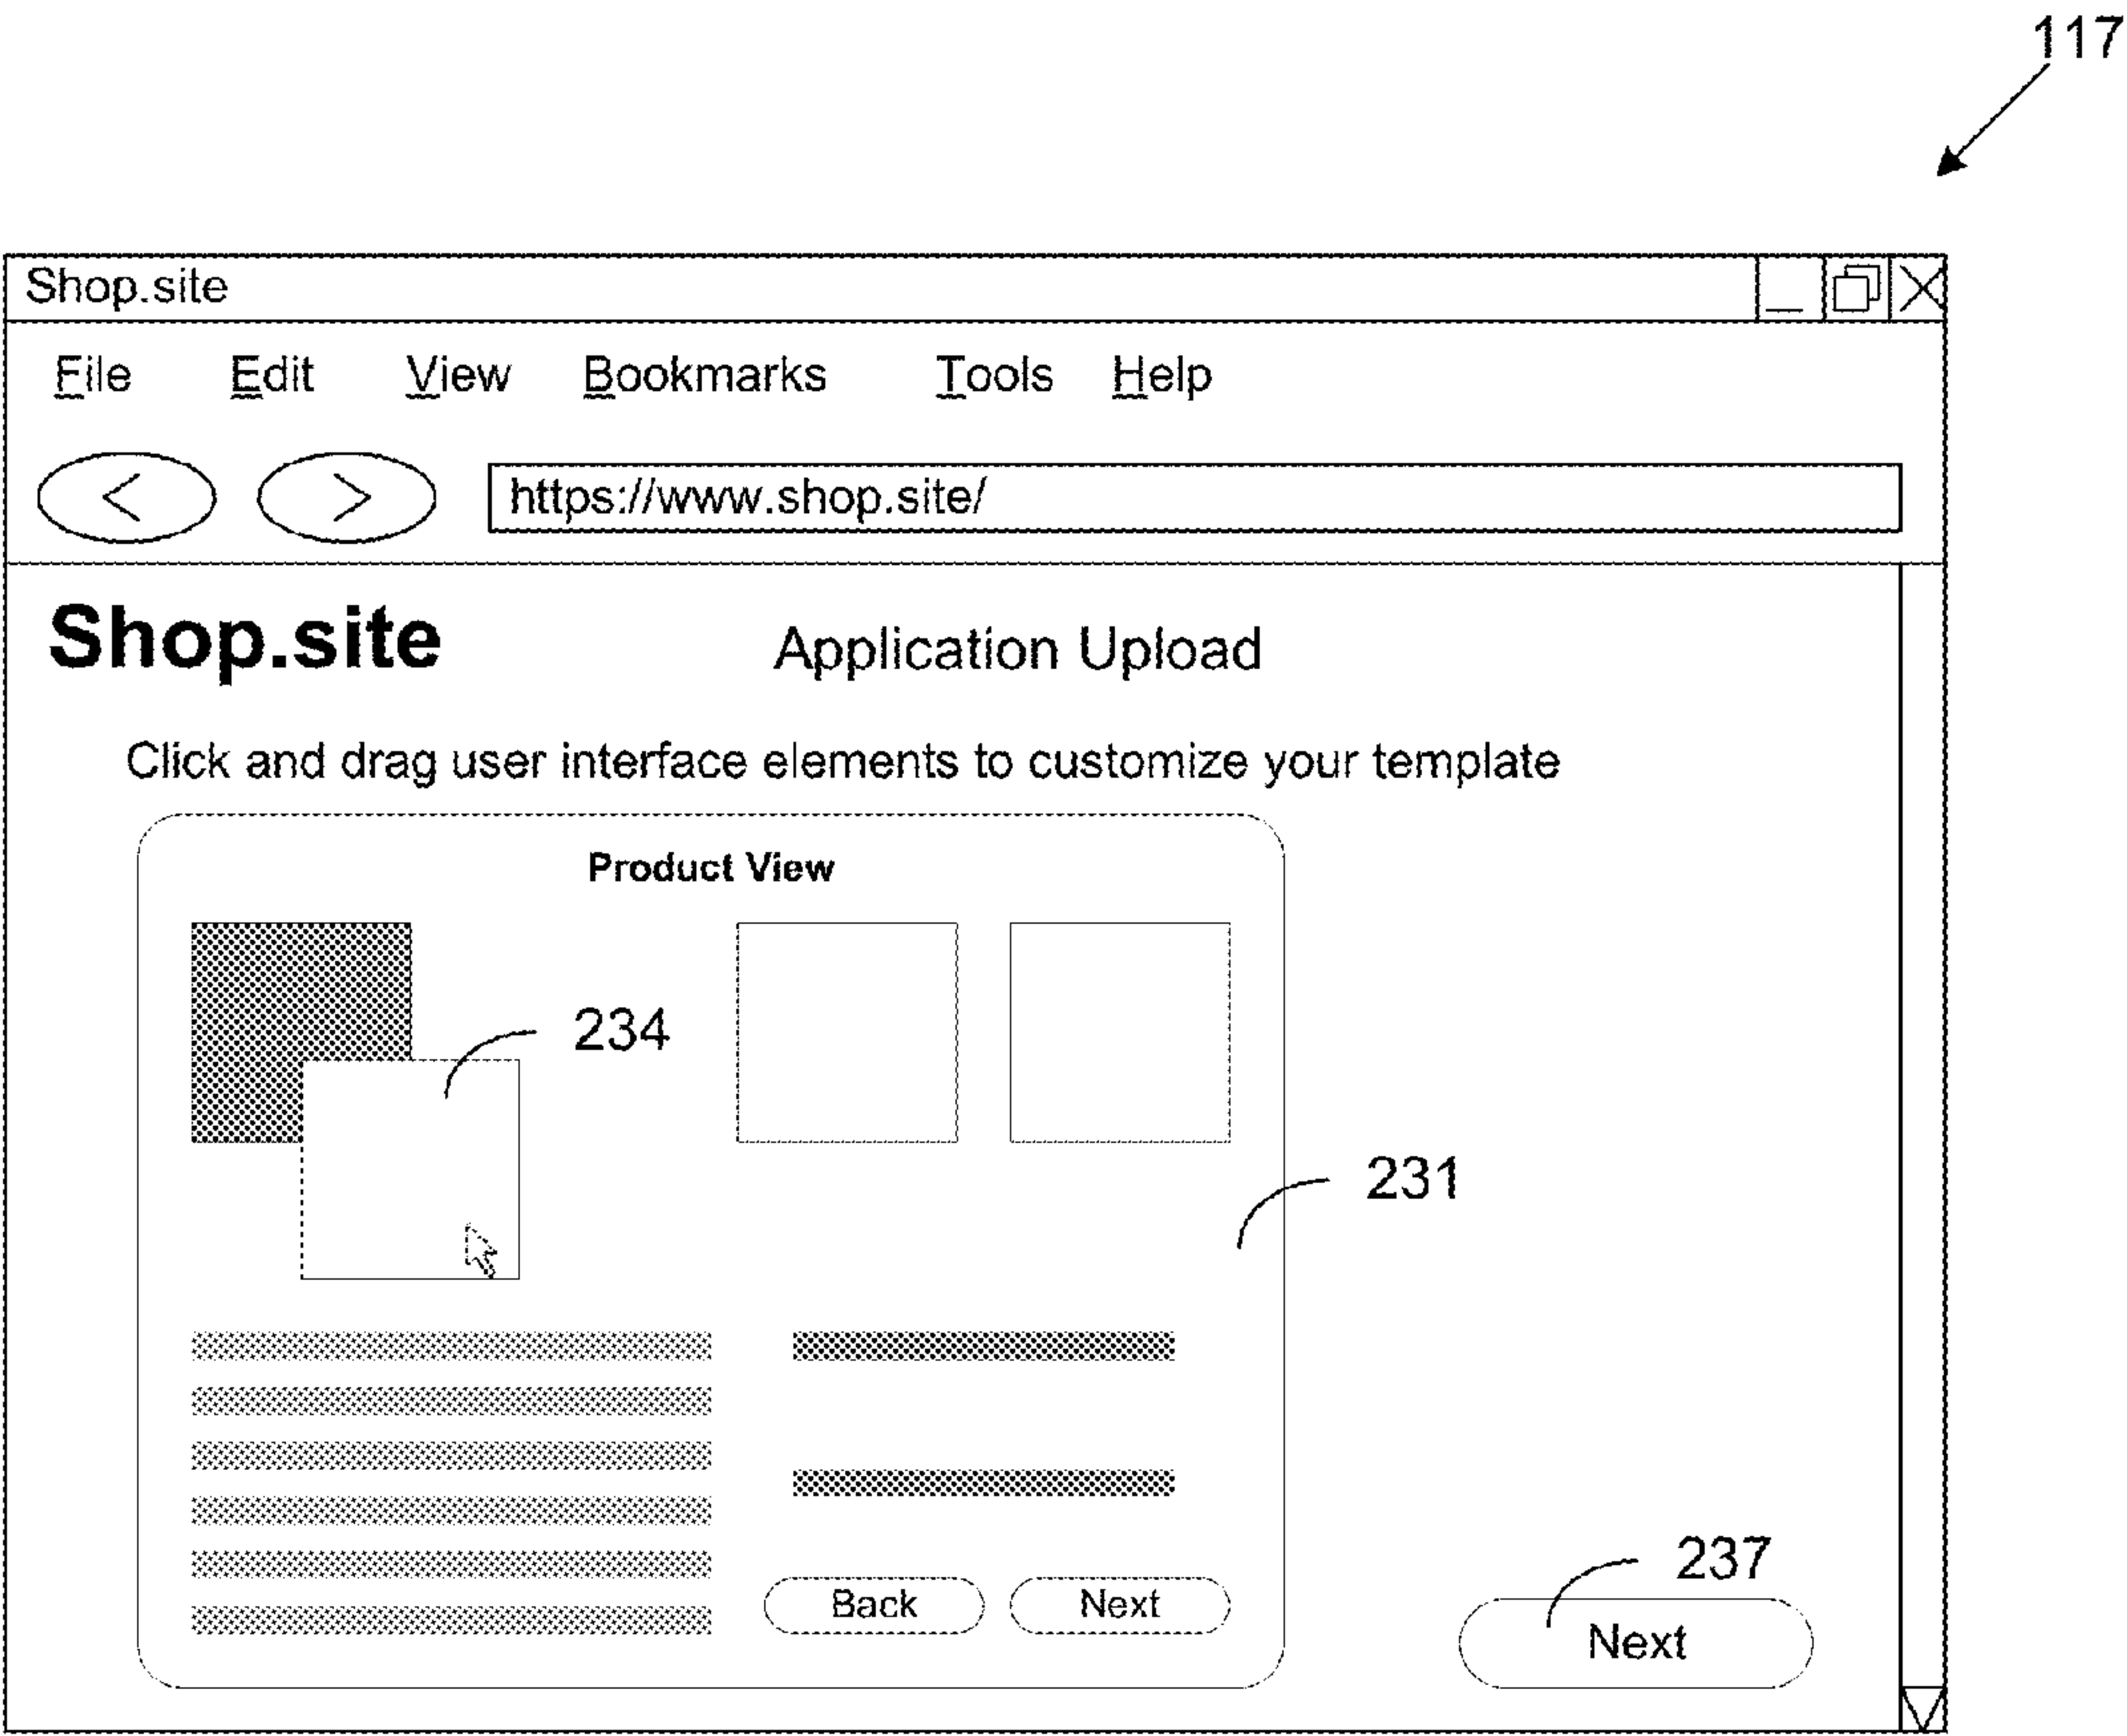 117
Shop.site
File Edit View Bookmarks Tools Help
< > https://www.shop.site/
Shop.site Application Upload
Click and drag user interface elements to customize your template
Product View
234
231
237
Back Next
Next